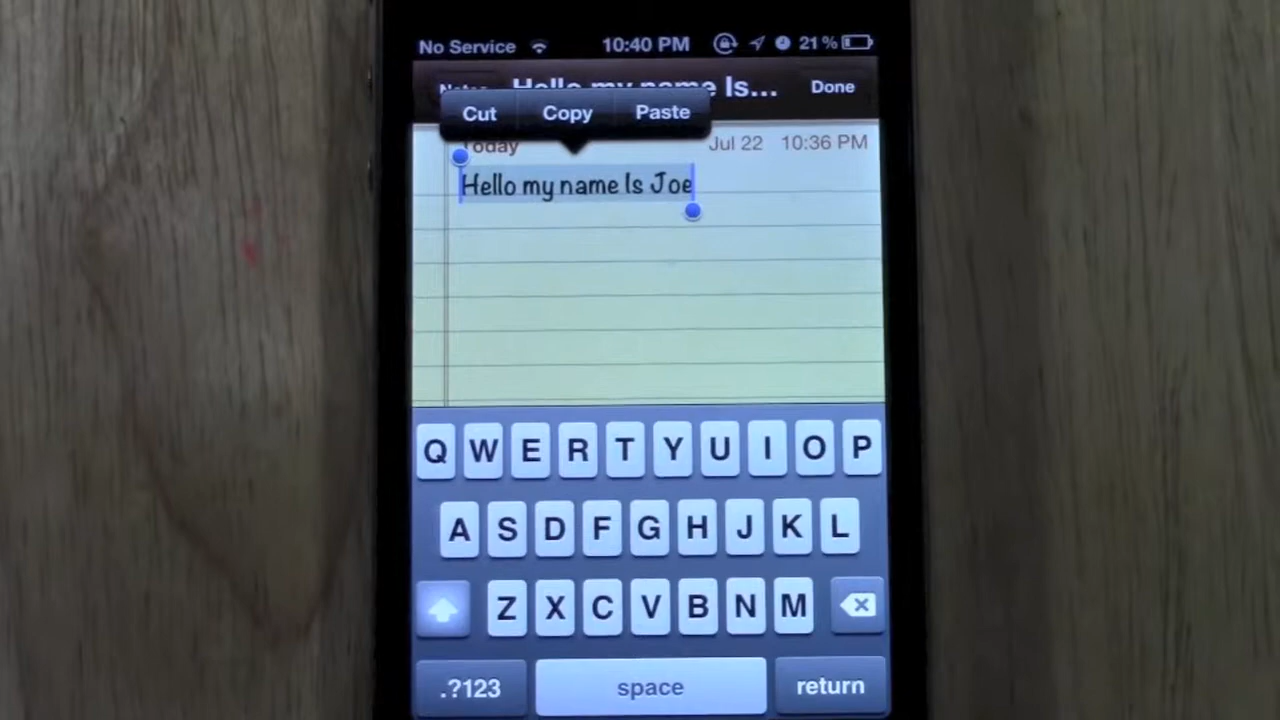 No Service 10:40 PM 21%
Hello my name Is... Done
Cut Copy Paste
Today Jul 22 10:36 PM
Hello my name Is Joe
Q W E R T Y U I O P
A S D F G H J K L
Z X C V B N M
.?123 space return